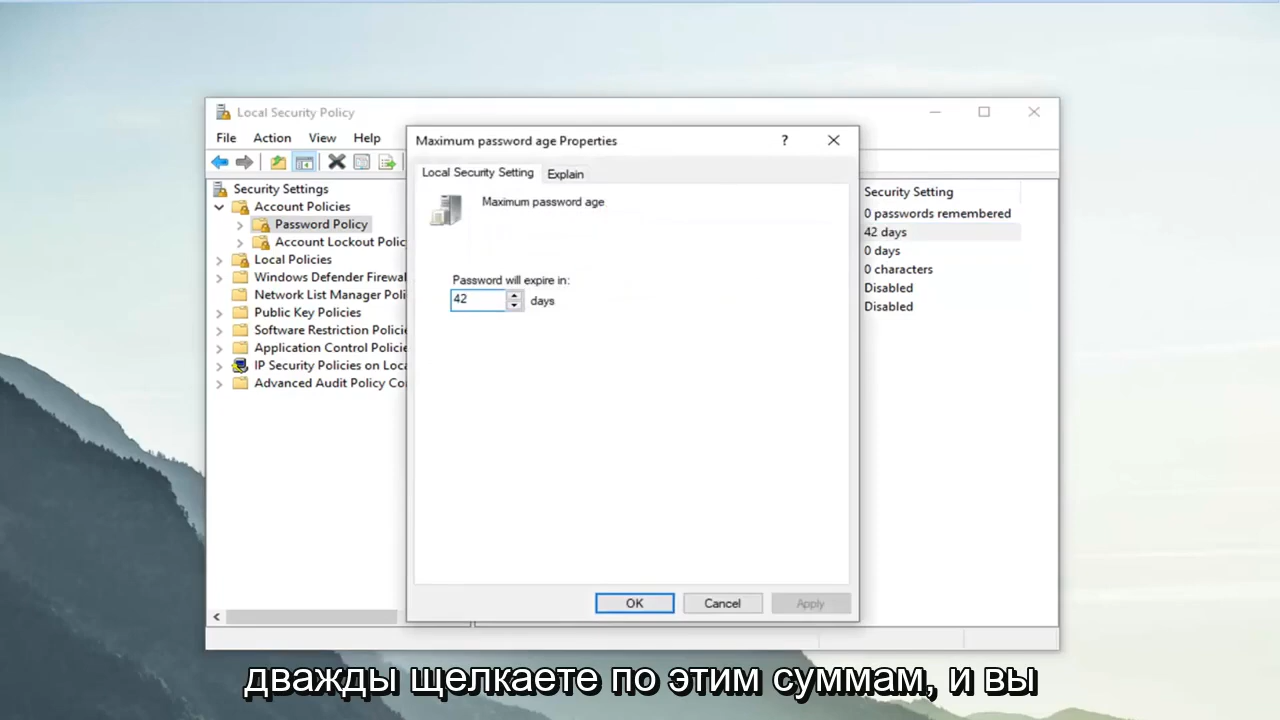 Local Security Policy
File Action View Help
Security Settings
Account Policies
Password Policy
Account Lockout Polic
Local Policies
Windows Defender Firewal
Network List Manager Poli
Public Key Policies
Software Restriction Policie
Application Control Policie
IP Security Policies on Loca
Advanced Audit Policy Co
Maximum password age Properties
?
Local Security Setting Explain
Maximum password age
Password will expire in:
42 days
OK Cancel Apply
Security Setting
0 passwords remembered
42 days
0 days
0 characters
Disabled
Disabled
дважды щелкаете по этим суммам, и вы